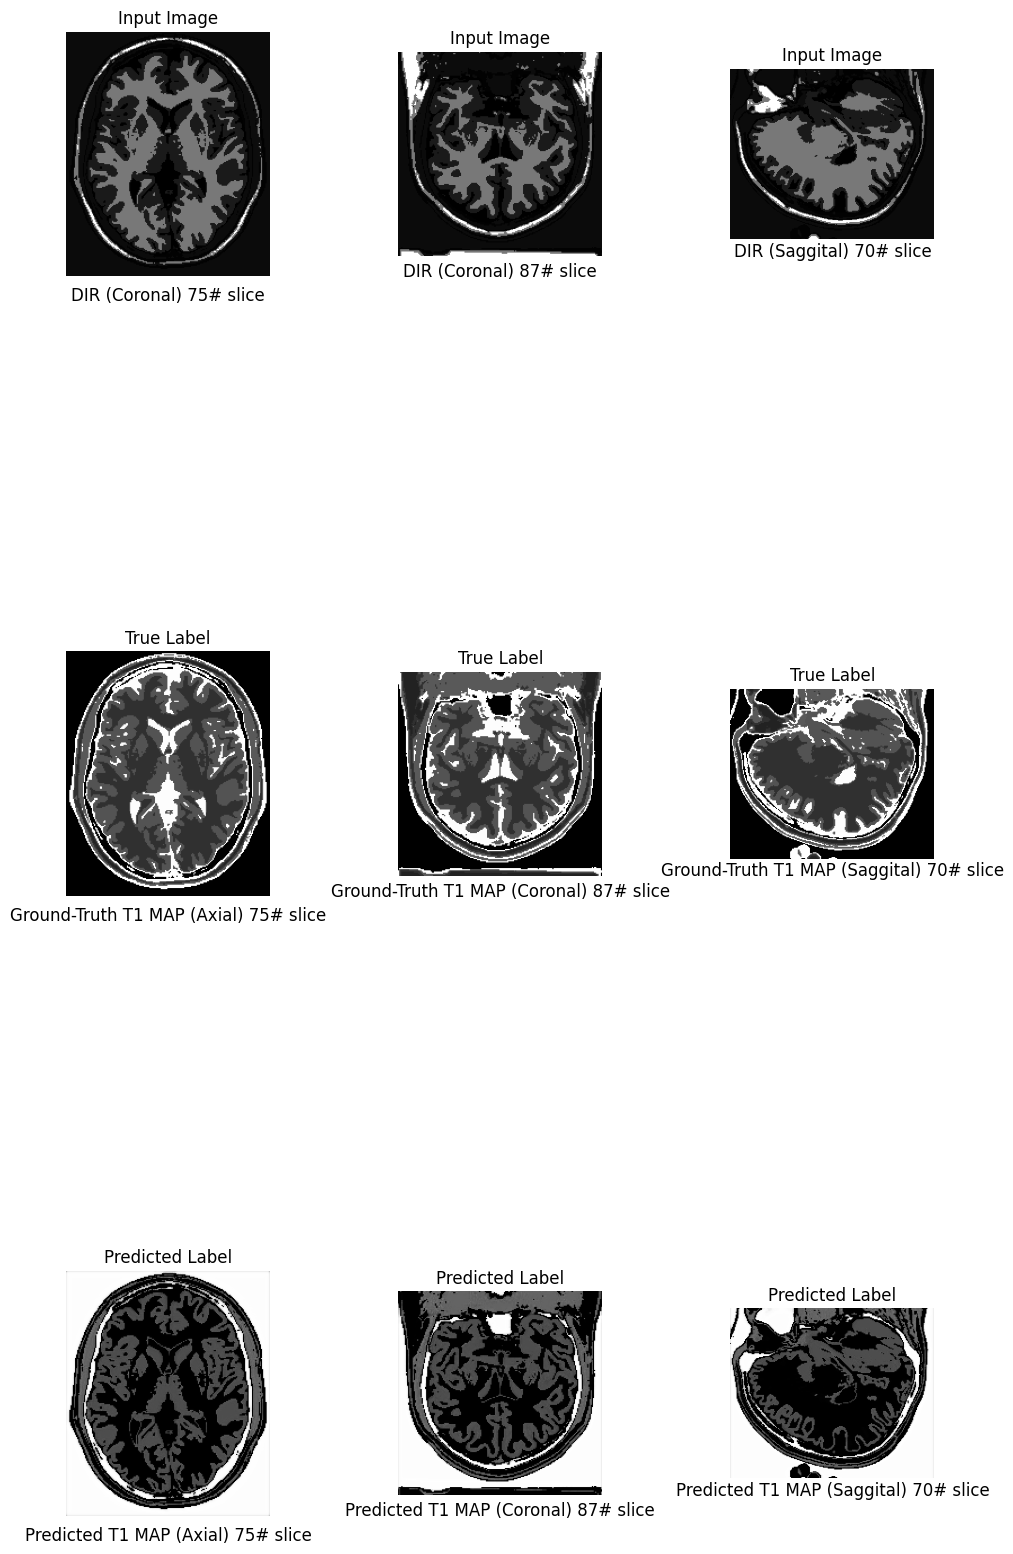 Input Image
Input Image
Input Image
DIR (Coronal) 75# slice
DIR (Coronal) 87# slice
DIR (Saggital) 70# slice
True Label
True Label
True Label
Ground-Truth T1 MAP (Axial) 75# slice
Ground-Truth T1 MAP (Coronal) 87# slice
Ground-Truth T1 MAP (Saggital) 70# slice
Predicted Label
Predicted Label
Predicted Label
Predicted T1 MAP (Axial) 75# slice
Predicted T1 MAP (Coronal) 87# slice
Predicted T1 MAP (Saggital) 70# slice